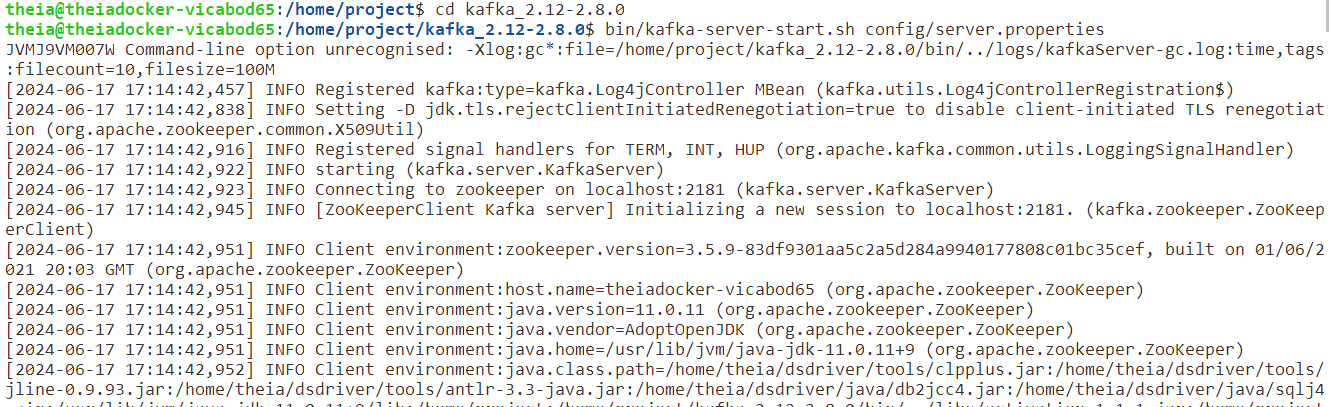 theia@theiadocker-vicabod65:/home/project$ cd kafka_2.12-2.8.0
theia@theiadocker-vicabod65:/home/project/kafka_2.12-2.8.0$ bin/kafka-server-start.sh config/server.properties
JVMJ9VM007W Command-line option unrecognised: -Xlog:gc*:file=/home/project/kafka_2.12-2.8.0/bin/../logs/kafkaServer-gc.log:time,tags
:filecount=10,filesize=100M
[2024-06-17 17:14:42,457] INFO Registered kafka:type=kafka.Log4jController MBean (kafka.utils.Log4jControllerRegistration$)
[2024-06-17 17:14:42,838] INFO Setting -D jdk.tls.rejectClientInitiatedRenegotiation=true to disable client-initiated TLS renegotiat
ion (org.apache.zookeeper.common.X509Util)
[2024-06-17 17:14:42,916] INFO Registered signal handlers for TERM, INT, HUP (org.apache.kafka.common.utils.LoggingSignalHandler)
[2024-06-17 17:14:42,922] INFO starting (kafka.server.KafkaServer)
[2024-06-17 17:14:42,923] INFO Connecting to zookeeper on localhost:2181 (kafka.server.KafkaServer)
[2024-06-17 17:14:42,945] INFO [ZooKeeperClient Kafka server] Initializing a new session to localhost:2181. (kafka.zookeeper.ZooKeep
erClient)
[2024-06-17 17:14:42,951] INFO Client environment:zookeeper.version=3.5.9-83df9301aa5c2a5d284a9940177808c01bc35cef, built on 01/06/2
021 20:03 GMT (org.apache.zookeeper.ZooKeeper)
[2024-06-17 17:14:42,951] INFO Client environment:host.name=theiadocker-vicabod65 (org.apache.zookeeper.ZooKeeper)
[2024-06-17 17:14:42,951] INFO Client environment:java.version=11.0.11 (org.apache.zookeeper.ZooKeeper)
[2024-06-17 17:14:42,951] INFO Client environment:java.vendor=AdoptOpenJDK (org.apache.zookeeper.ZooKeeper)
[2024-06-17 17:14:42,951] INFO Client environment:java.home=/usr/lib/jvm/java-jdk-11.0.11+9 (org.apache.zookeeper.ZooKeeper)
[2024-06-17 17:14:42,952] INFO Client environment:java.class.path=/home/theia/dsdriver/tools/clpplus.jar:/home/theia/dsdriver/tools/
jline-0.9.93.jar:/home/theia/dsdriver/tools/antlr-3.3-java.jar:/home/theia/dsdriver/java/db2jcc4.jar:/home/theia/dsdriver/java/sqlj4